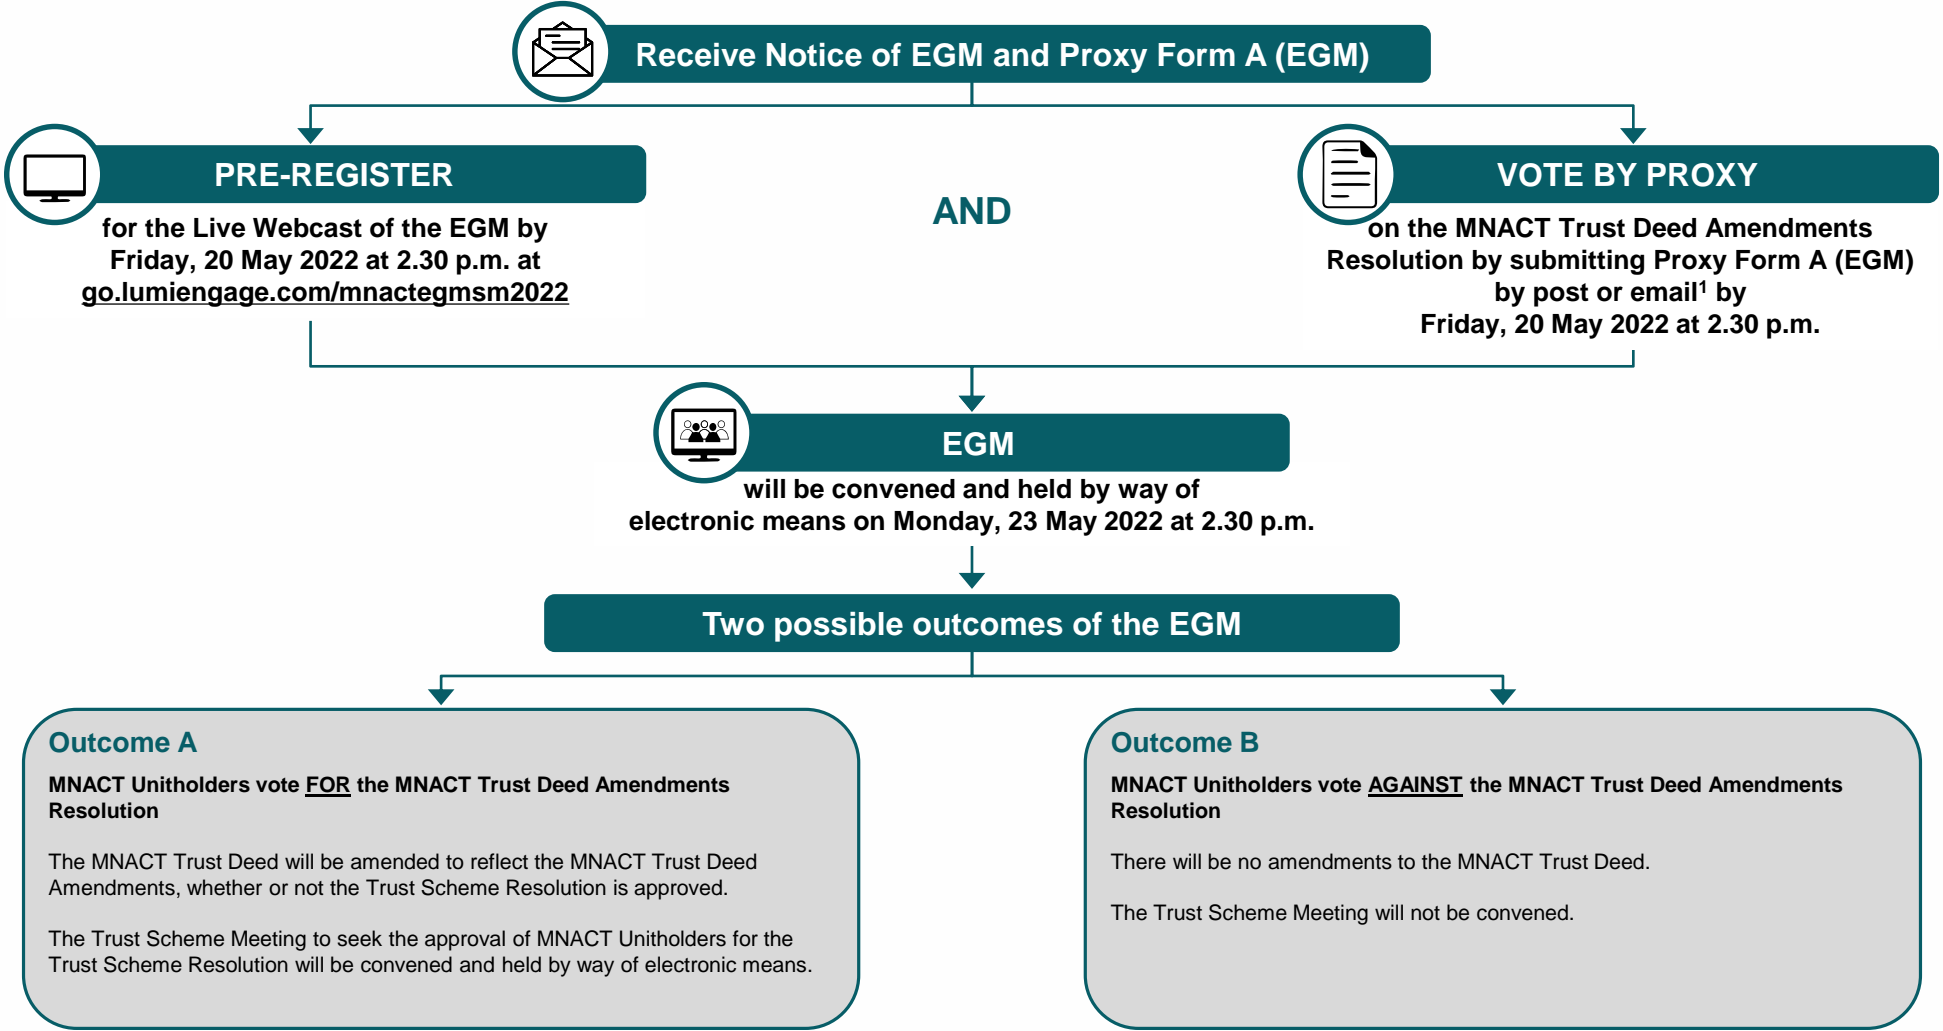 Receive Notice of EGM and Proxy Form A (EGM)
PRE-REGISTER
for the Live Webcast of the EGM by
Friday, 20 May 2022 at 2.30 p.m. at
go.lumiengage.com/mnactegmsm2022
AND
VOTE BY PROXY
on the MNACT Trust Deed Amendments
Resolution by submitting Proxy Form A (EGM)
by post or email¹ by
Friday, 20 May 2022 at 2.30 p.m.
EGM
will be convened and held by way of
electronic means on Monday, 23 May 2022 at 2.30 p.m.
Two possible outcomes of the EGM
Outcome A
MNACT Unitholders vote FOR the MNACT Trust Deed Amendments
Resolution
The MNACT Trust Deed will be amended to reflect the MNACT Trust Deed
Amendments, whether or not the Trust Scheme Resolution is approved.
The Trust Scheme Meeting to seek the approval of MNACT Unitholders for the
Trust Scheme Resolution will be convened and held by way of electronic means.
Outcome B
MNACT Unitholders vote AGAINST the MNACT Trust Deed Amendments
Resolution
There will be no amendments to the MNACT Trust Deed.
The Trust Scheme Meeting will not be convened.